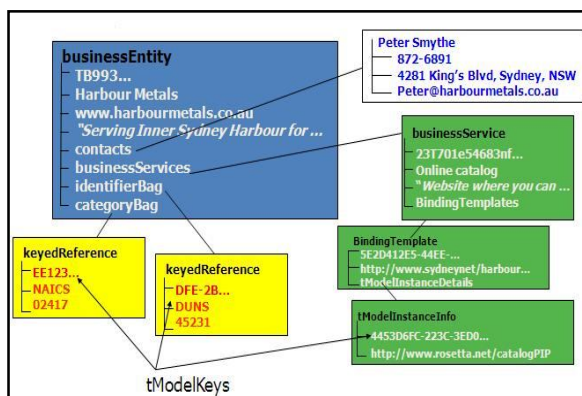 businessEntity
TB993...
Harbour Metals
www.harbourmetals.co.au
"Serving Inner Sydney Harbour for ...
contacts
businessServices
identifierBag
categoryBag
Peter Smythe
872-6891
4281 King's Blvd, Sydney, NSW
Peter@harbourmetals.co.au
businessService
23T701e54683nf...
Online catalog
"Website where you can ...
BindingTemplates
BindingTemplate
5E2D412E5-44EE-...
http://www.sydneynet/harbour...
tModelInstanceDetails
tModelInstanceInfo
4453D6FC-223C-3ED0...
http://www.rosetta.net/catalogPIP
keyedReference
EE123...
NAICS
02417
keyedReference
DFE-2B...
DUNS
45231
tModelKeys